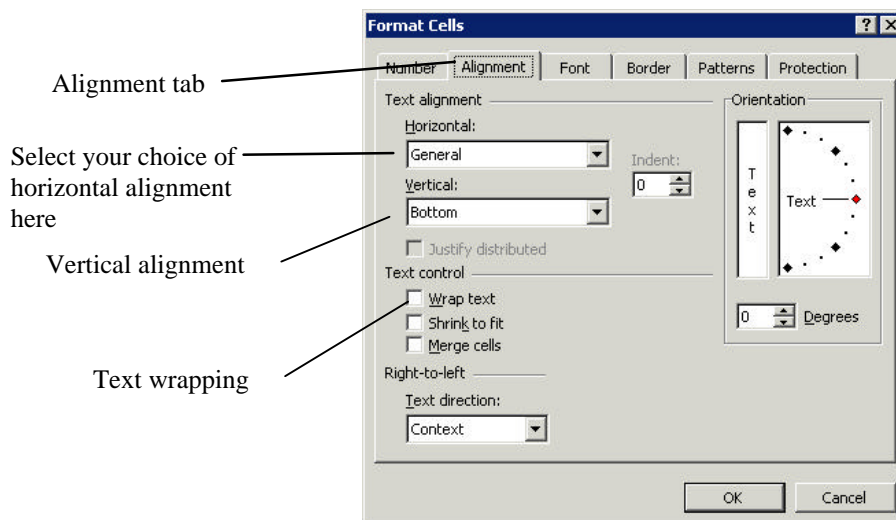 Format Cells
Number Alignment Font Border Patterns Protection
Alignment tab
Text alignment
Orientation
Horizontal:
Select your choice of
horizontal alignment
here
General
Indent:
0
Vertical:
Bottom
T
e
x
t
Text
Justify distributed
Vertical alignment
Text control
Wrap text
Shrink to fit
Merge cells
0 Degrees
Text wrapping
Right-to-left
Text direction:
Context
OK Cancel